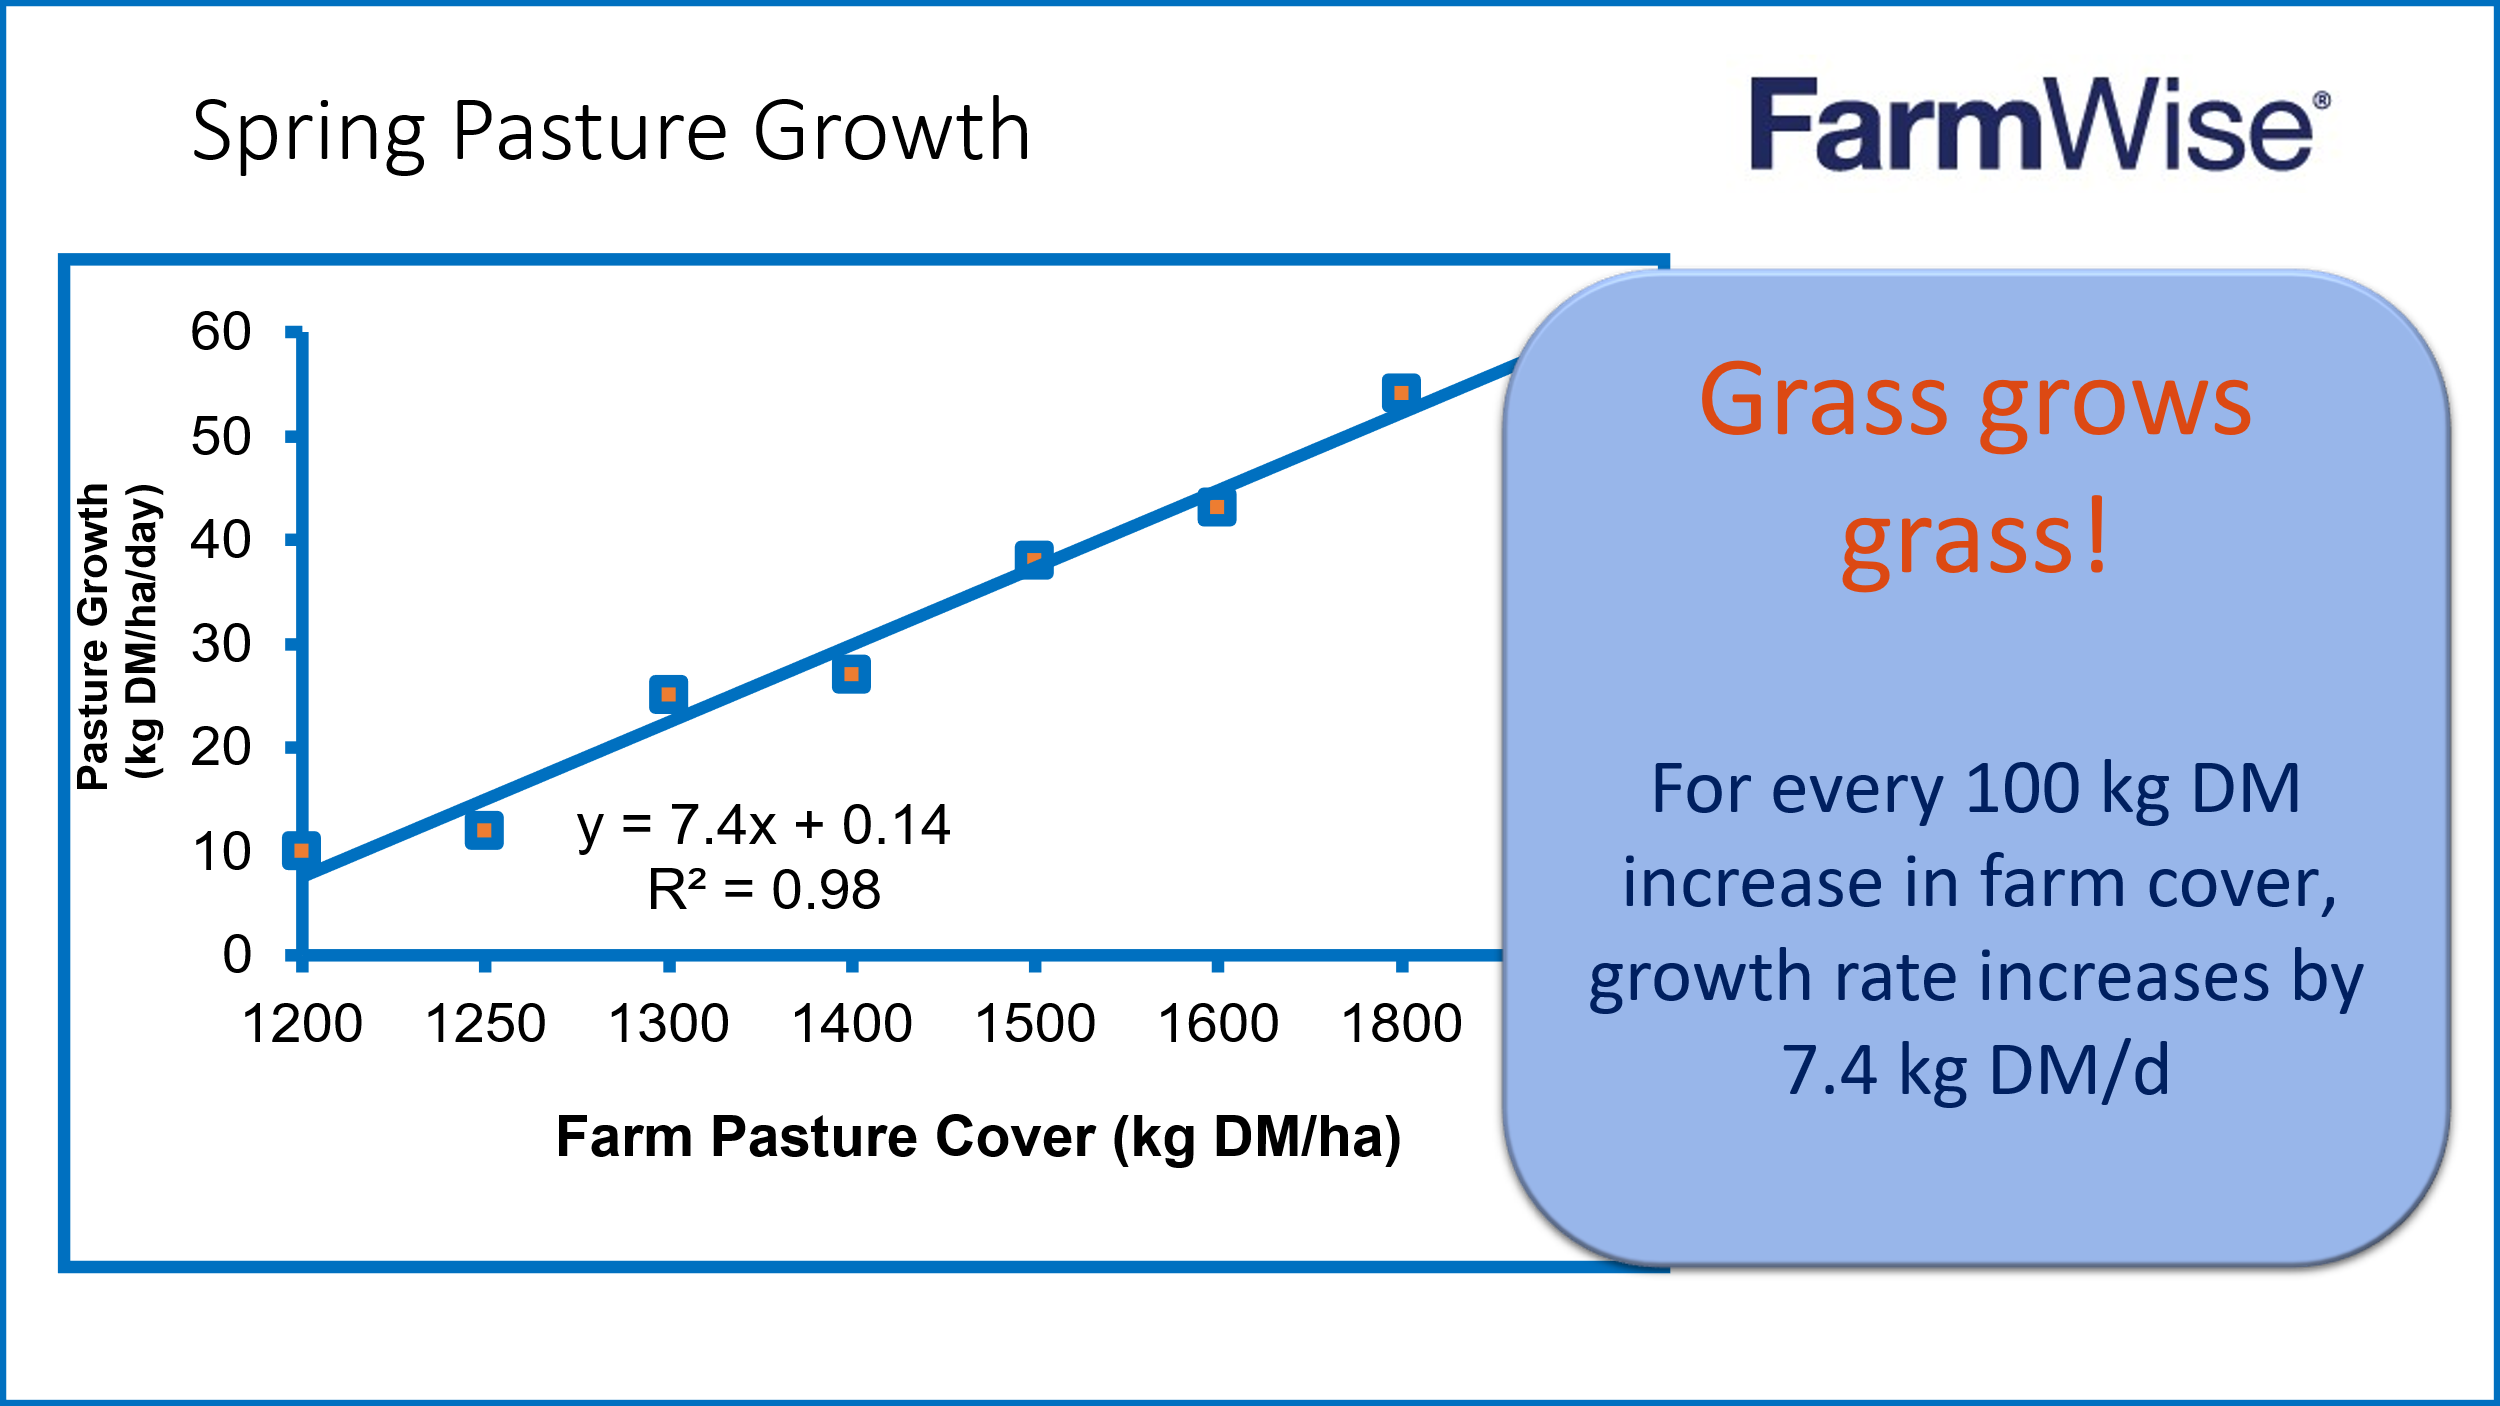 Spring Pasture Growth
FarmWise®
60
50
40
30
20
10
0
Pasture Growth
(kg DM/ha/day)
y = 7.4x + 0.14
R² = 0.98
1200 1250 1300 1400 1500 1600 1800
Farm Pasture Cover (kg DM/ha)
Grass grows
grass!
For every 100 kg DM
increase in farm cover,
growth rate increases by
7.4 kg DM/d